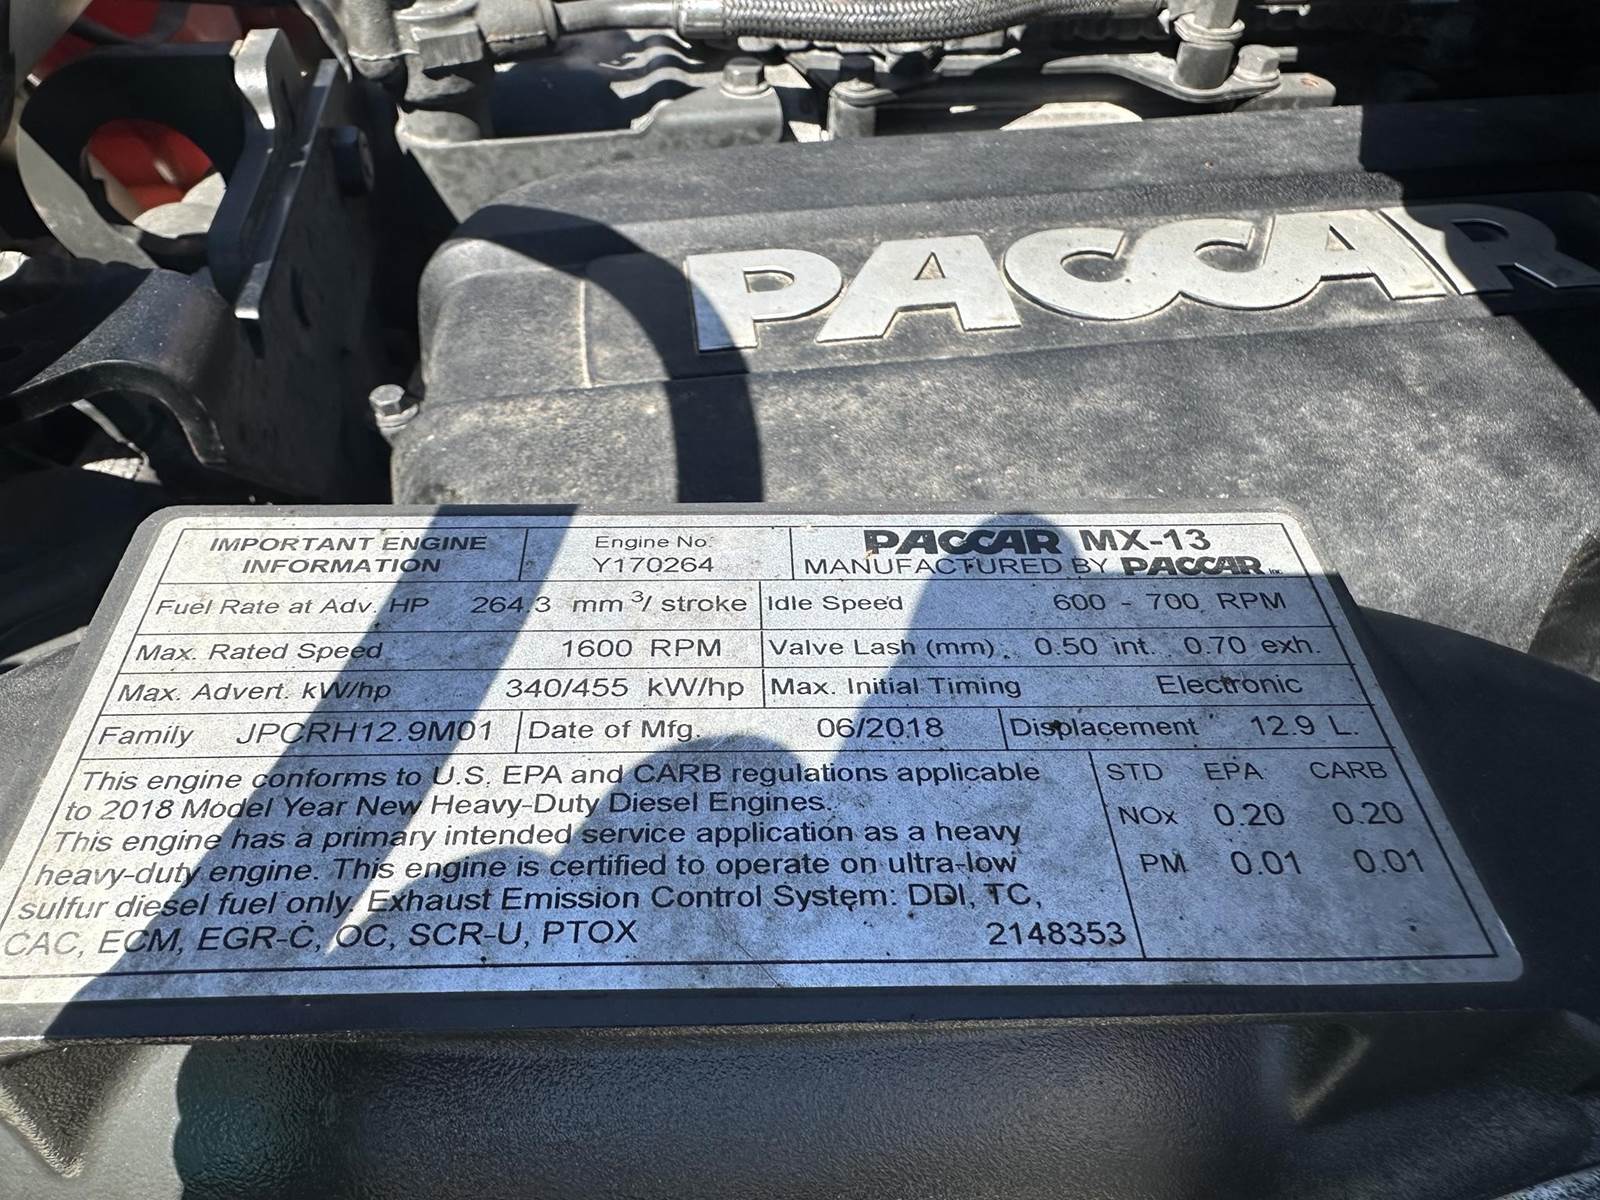 PACCAR
IMPORTANT ENGINE INFORMATION
Engine No.
Y170264
PACCAR MX-13
MANUFACTURED BY PACCAR INC
Fuel Rate at Adv. HP 264.3 mm³/ stroke
Idle Speed 600 - 700 RPM
Max. Rated Speed 1600 RPM
Valve Lash (mm). 0.50 int. 0.70 exh.
Max. Advert. kW/hp 340/455 kW/hp
Max. Initial Timing Electronic
Family JPCRH12.9M01
Date of Mfg. 06/2018
Displacement 12.9 L.
This engine conforms to U.S. EPA and CARB regulations applicable
to 2018 Model Year New Heavy-Duty Diesel Engines.
This engine has a primary intended service application as a heavy
heavy-duty engine. This engine is certified to operate on ultra-low
sulfur diesel fuel only. Exhaust Emission Control System: DDI, TC,
CAC, ECM, EGR-C, OC, SCR-U, PTOX
2148353
STD EPA CARB
NOx 0.20 0.20
PM 0.01 0.01